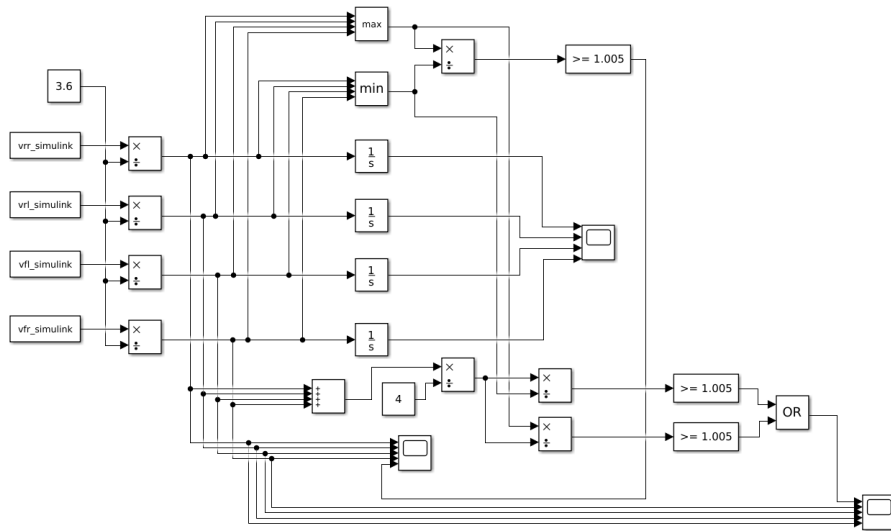 max
×
÷
>= 1.005
3.6
min
vrr_simulink
×
÷
1
s
vrl_simulink
×
÷
1
s
vfl_simulink
×
÷
1
s
vfr_simulink
×
÷
1
s
+
+
+
+
4
×
÷
×
÷
>= 1.005
OR
×
÷
>= 1.005